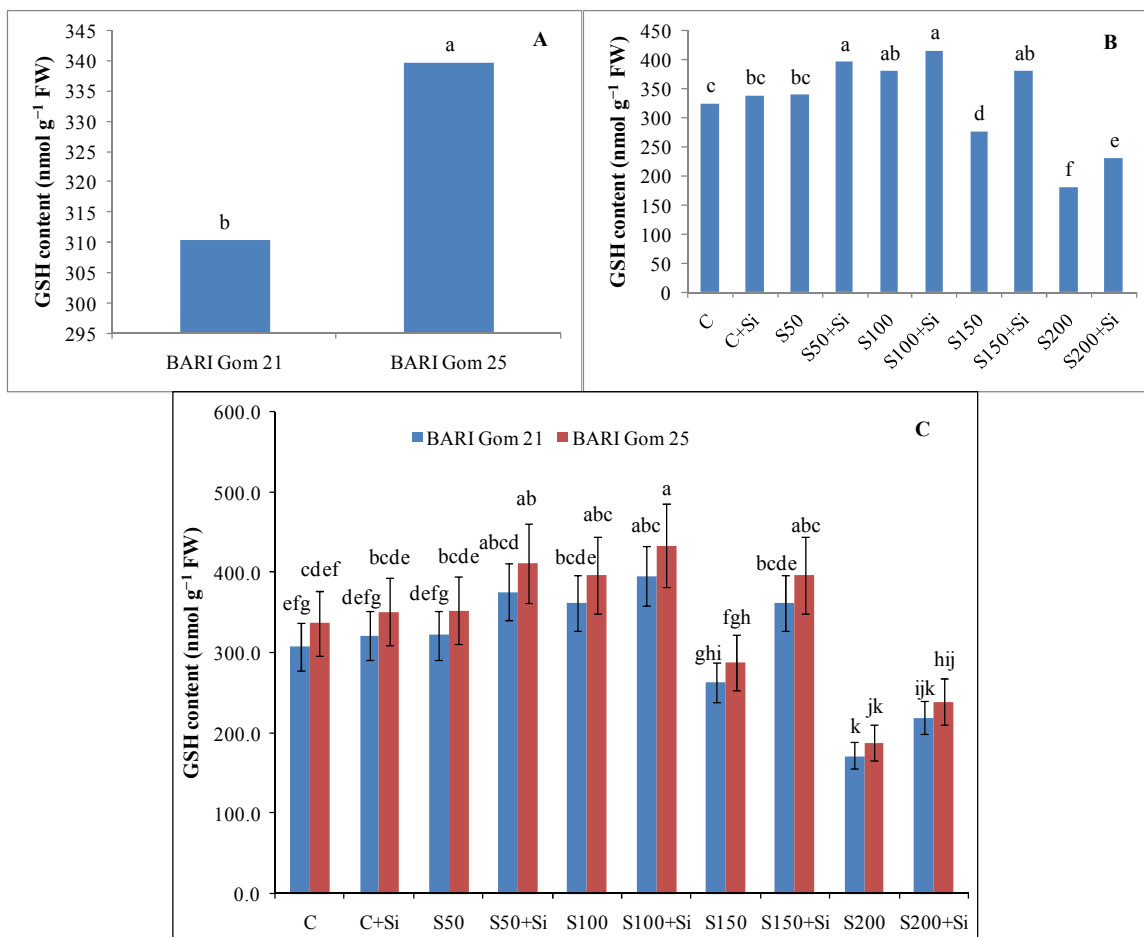 A
GSH content (nmol g⁻¹ FW)
345
340
335
330
325
320
315
310
305
300
295
b
a
BARI Gom 21
BARI Gom 25
B
GSH content (nmol g⁻¹ FW)
450
400
350
300
250
200
150
100
50
0
c
bc
bc
a
ab
a
d
ab
f
e
C
C+Si
S50
S50+Si
S100
S100+Si
S150
S150+Si
S200
S200+Si
C
BARI Gom 21
BARI Gom 25
GSH content (nmol g⁻¹ FW)
600.0
500.0
400.0
300.0
200.0
100.0
0.0
efg
cdef
defg
bcde
defg
bcde
abcd
ab
bcde
abc
abc
a
ghi
fgh
bcde
abc
k
jk
ijk
hij
C
C+Si
S50
S50+Si
S100
S100+Si
S150
S150+Si
S200
S200+Si